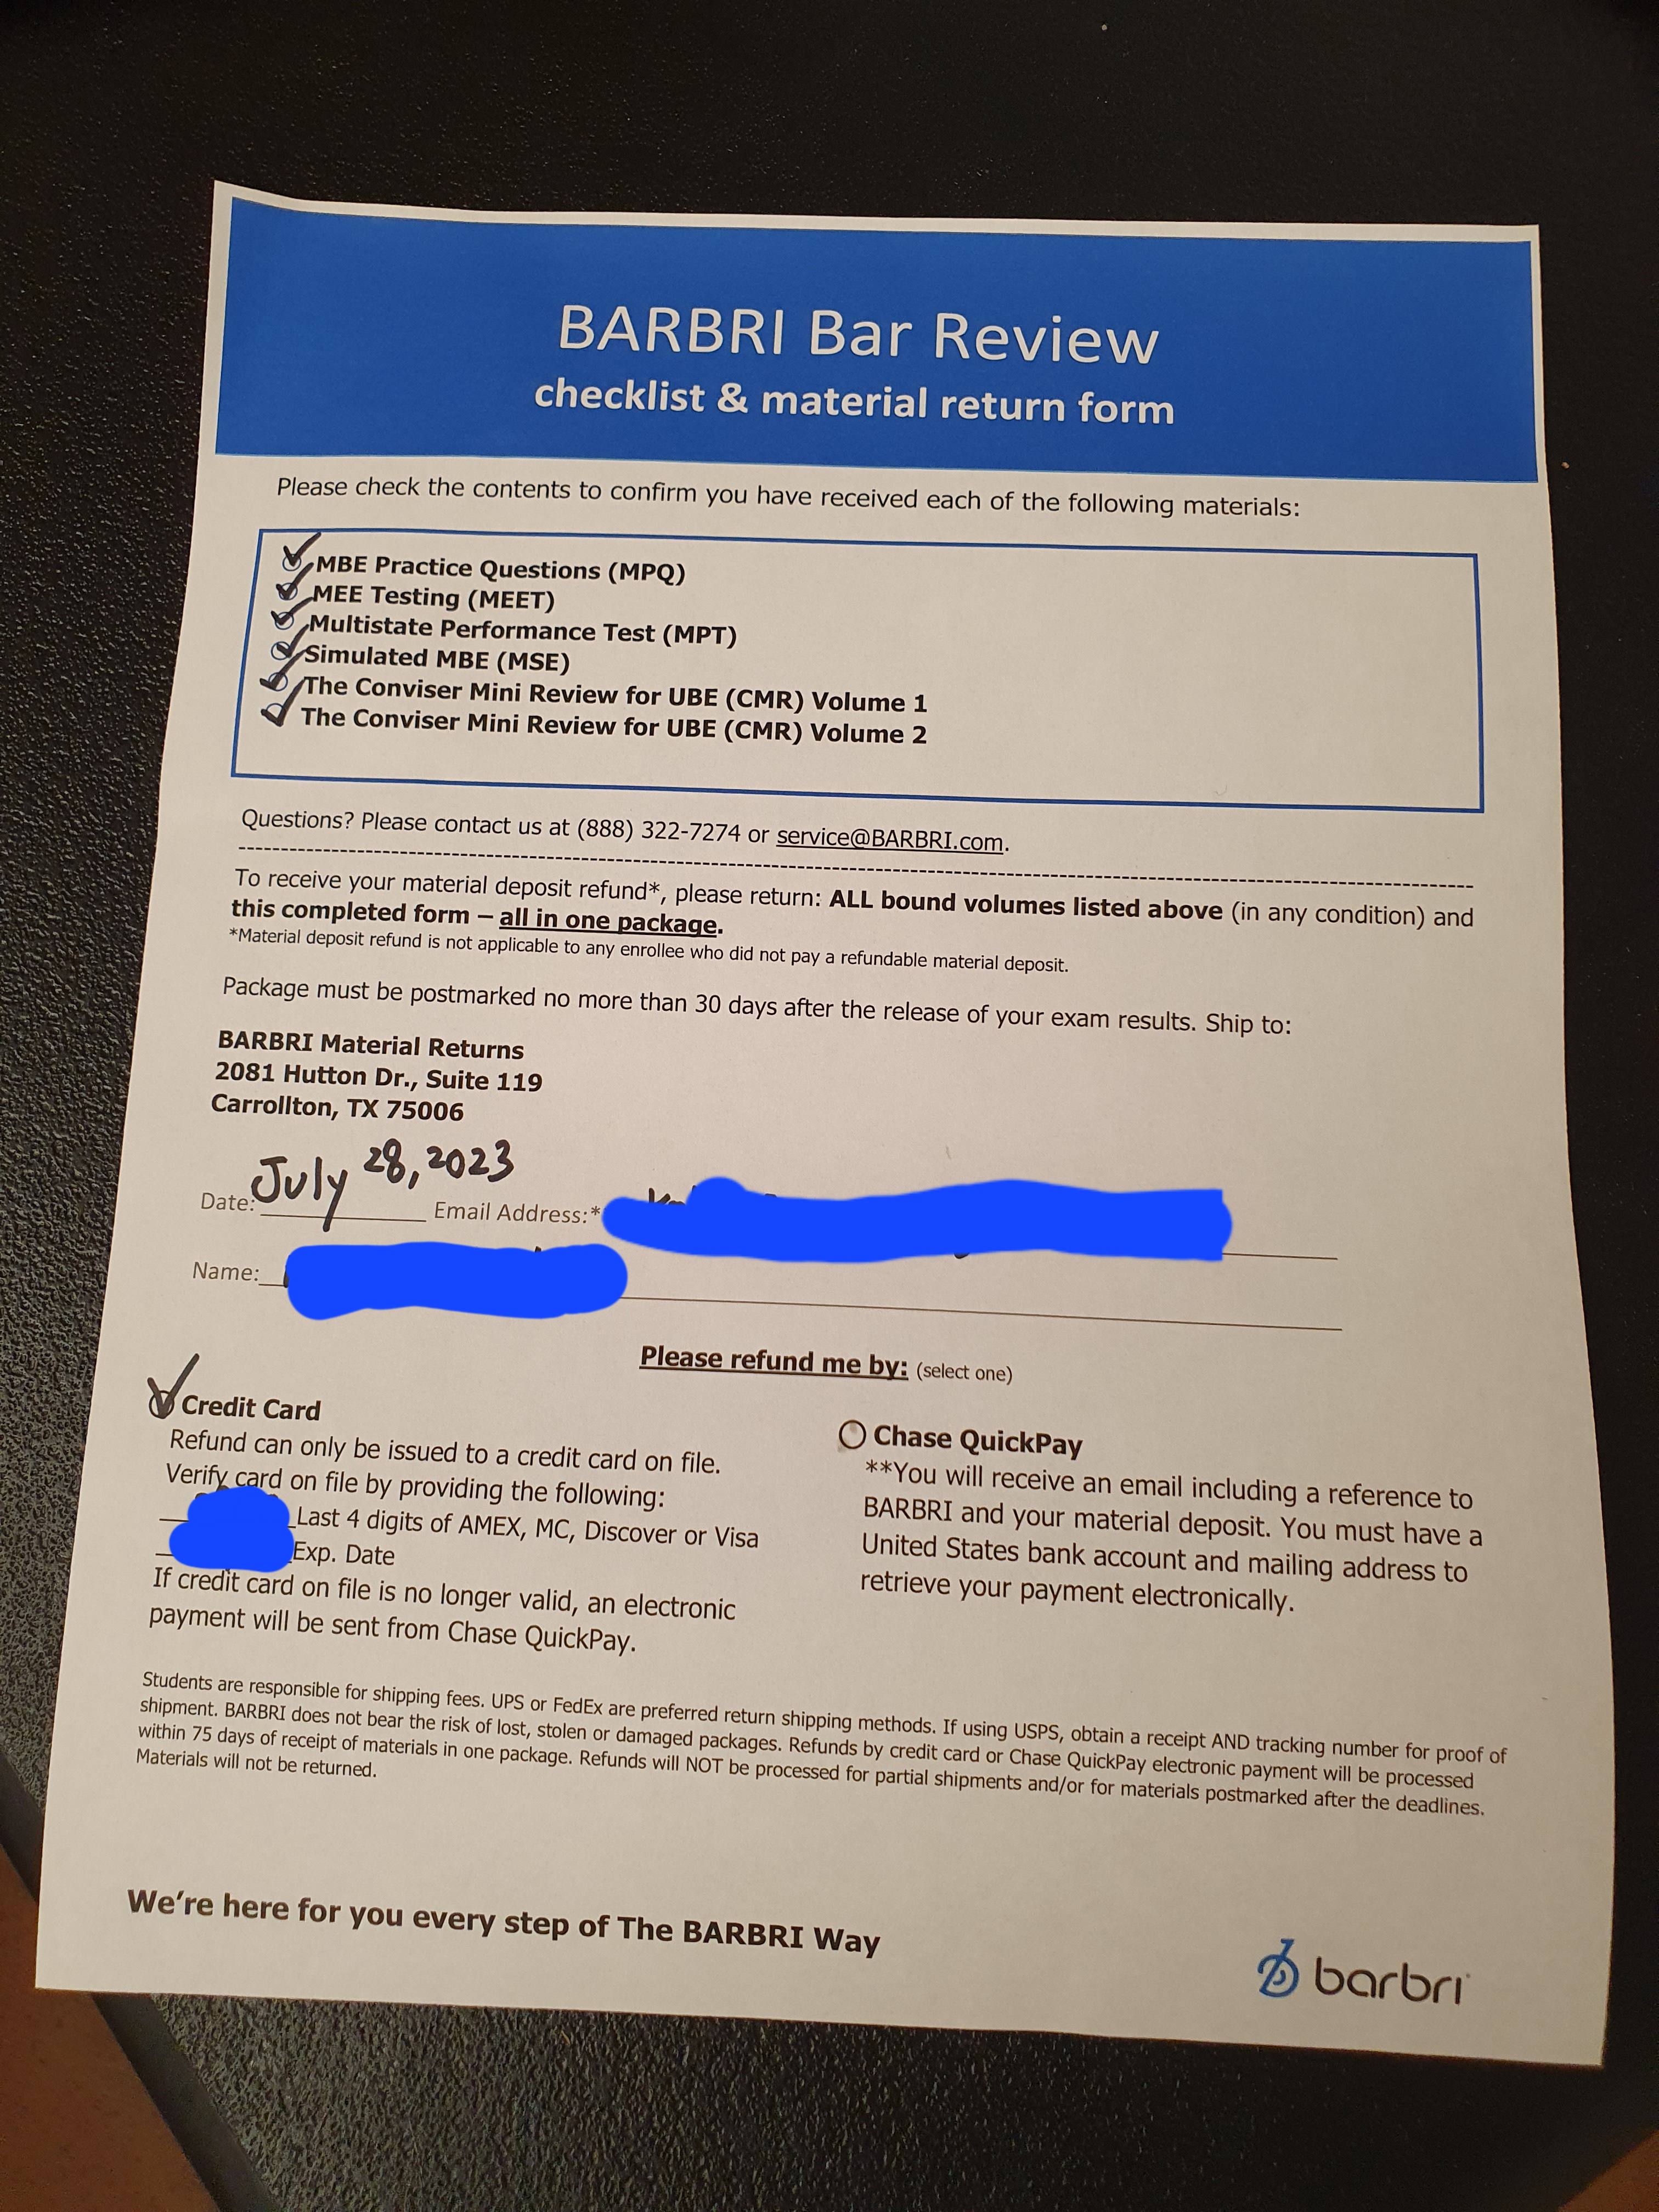 BARBRI Bar Review
checklist & material return form
Please check the contents to confirm you have received each of the following materials:
MBE Practice Questions (MPQ)
MEE Testing (MEET)
Multistate Performance Test (MPT)
Simulated MBE (MSE)
The Conviser Mini Review for UBE (CMR) Volume 1
The Conviser Mini Review for UBE (CMR) Volume 2
Questions? Please contact us at (888) 322-7274 or service@BARBRI.com.
To receive your material deposit refund*, please return: ALL bound volumes listed above (in any condition) and
this completed form – all in one package.
*Material deposit refund is not applicable to any enrollee who did not pay a refundable material deposit.
Package must be postmarked no more than 30 days after the release of your exam results. Ship to:
BARBRI Material Returns
2081 Hutton Dr., Suite 119
Carrollton, TX 75006
Date: July 28, 2023 Email Address:*
Name:
Please refund me by: (select one)
Credit Card
Refund can only be issued to a credit card on file.
Verify card on file by providing the following:
Last 4 digits of AMEX, MC, Discover or Visa
Exp. Date
If credit card on file is no longer valid, an electronic
payment will be sent from Chase QuickPay.
Chase QuickPay
**You will receive an email including a reference to
BARBRI and your material deposit. You must have a
United States bank account and mailing address to
retrieve your payment electronically.
Students are responsible for shipping fees. UPS or FedEx are preferred return shipping methods. If using USPS, obtain a receipt AND tracking number for proof of
shipment. BARBRI does not bear the risk of lost, stolen or damaged packages. Refunds by credit card or Chase QuickPay electronic payment will be processed
within 75 days of receipt of materials in one package. Refunds will NOT be processed for partial shipments and/or for materials postmarked after the deadlines.
Materials will not be returned.
We're here for you every step of The BARBRI Way
barbri